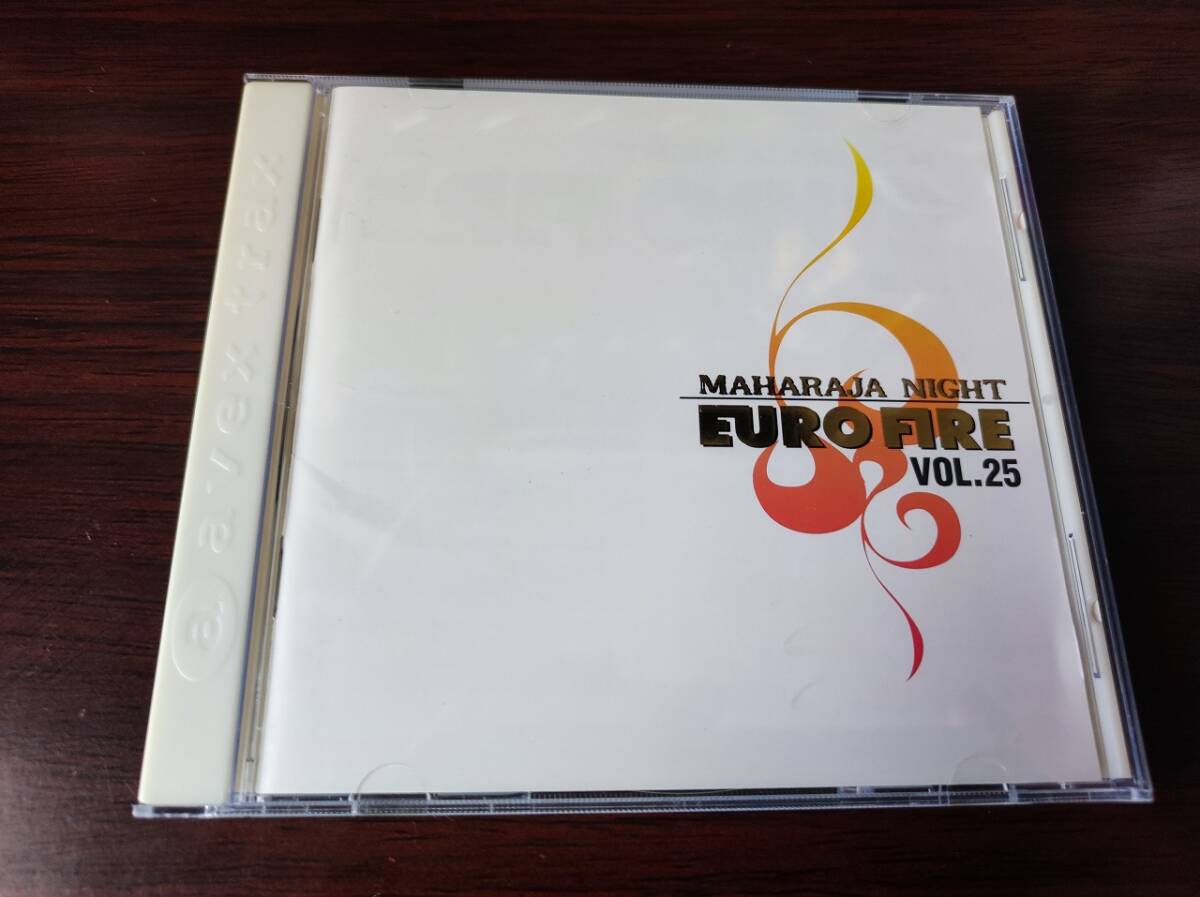 MAHARAJA NIGHT
EURO FIRE
VOL.25
a avex trax